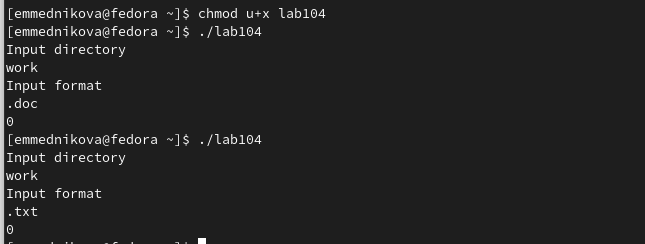 [emmednikova@fedora ~]$ chmod u+x lab104
[emmednikova@fedora ~]$ ./lab104
Input directory
work
Input format
.doc
0
[emmednikova@fedora ~]$ ./lab104
Input directory
work
Input format
.txt
0